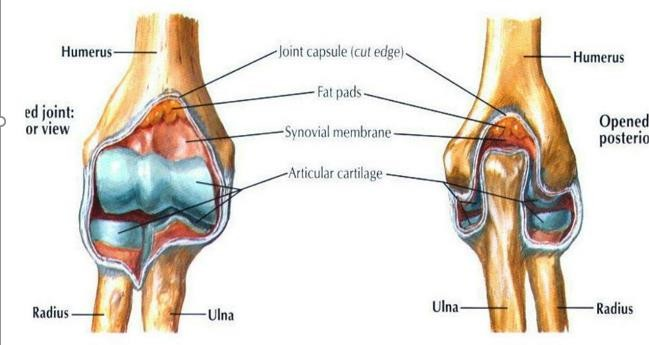 Humerus
Joint capsule (cut edge)
Humerus
Fat pads
ed joint:
or view
Opened
posterio
Synovial membrane
Articular cartilage
Radius
Ulna
Ulna
Radius